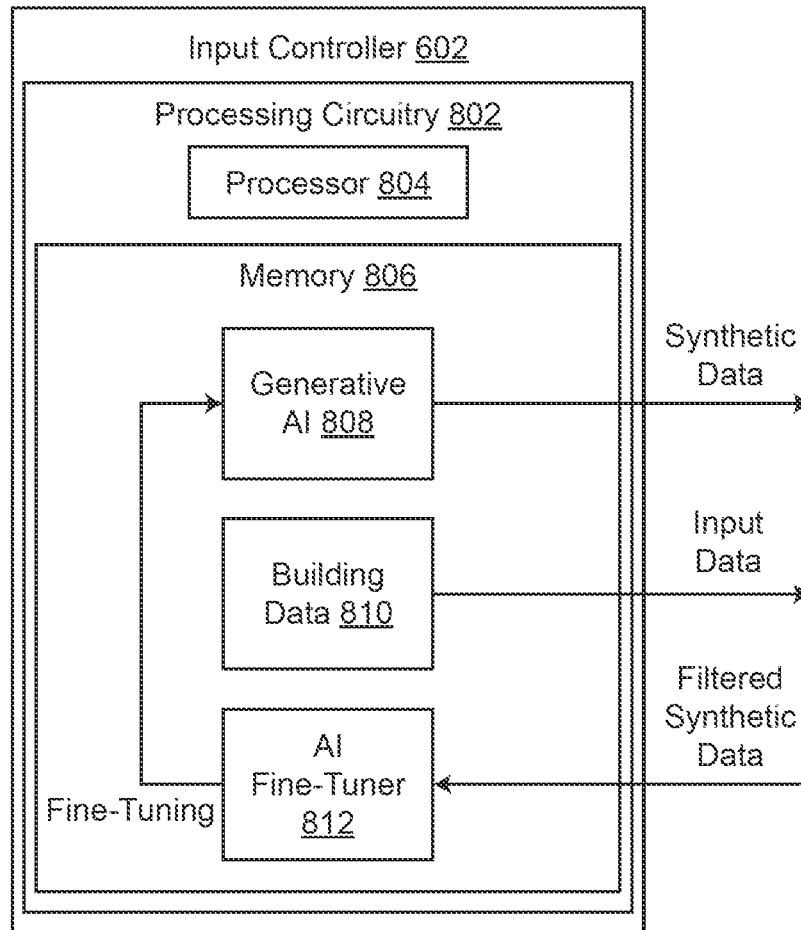 Input Controller 602
Processing Circuitry 802
Processor 804
Memory 806
Synthetic
Data
Generative
AI 808
Input
Data
Building
Data 810
Filtered
Synthetic
Data
AI
Fine-Tuner
812
Fine-Tuning